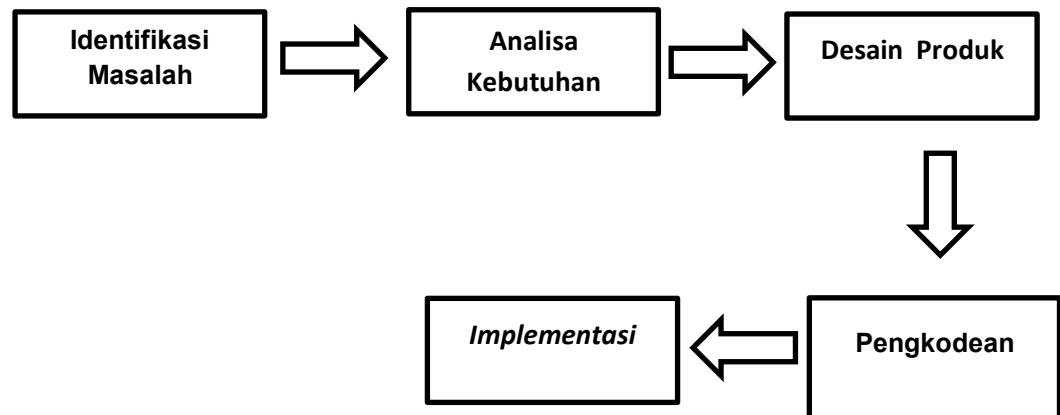 Identifikasi
Masalah
Analisa
Kebutuhan
Desain Produk
Pengkodean
Implementasi